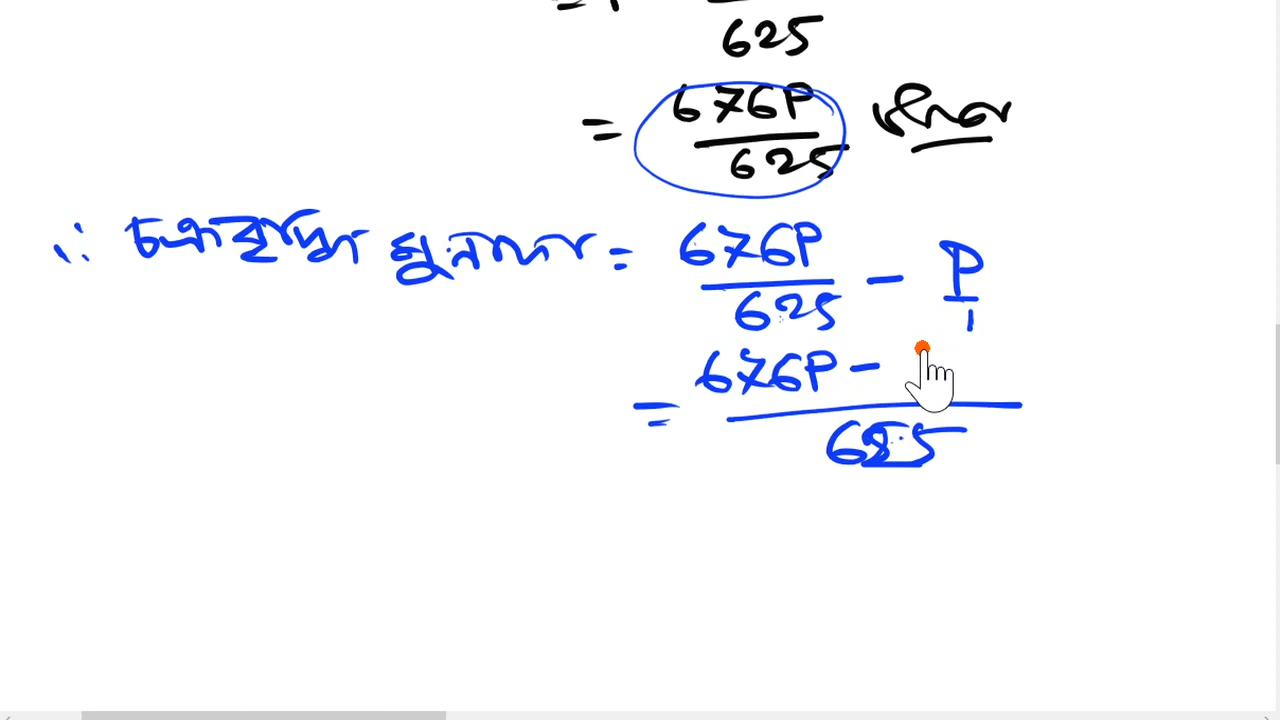 625
= 676P / 625
∴ চক্রবৃদ্ধি মুনাফা = 676P / 625 - P / 1
= 676P - / 625